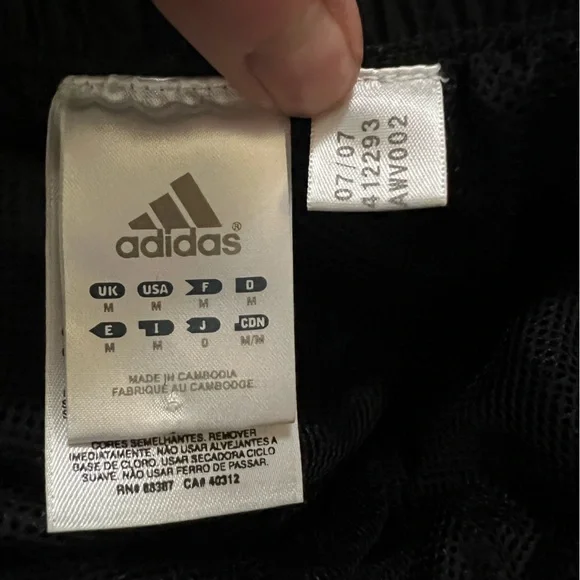 adidas®
UK USA F D
M M M M
E I J CDN
M M O M/M
MADE IN CAMBODIA
FABRIQUÉ AU CAMBODGE
CORES SEMELHANTES. REMOVER
IMEDIATAMENTE. NÃO USAR ALVEJANTES A
BASE DE CLORO. USAR SECADORA CICLO
SUAVE. NÃO USAR FERRO DE PASSAR.
RN# 88387 CA# 40312
07/07
412293
AWV002